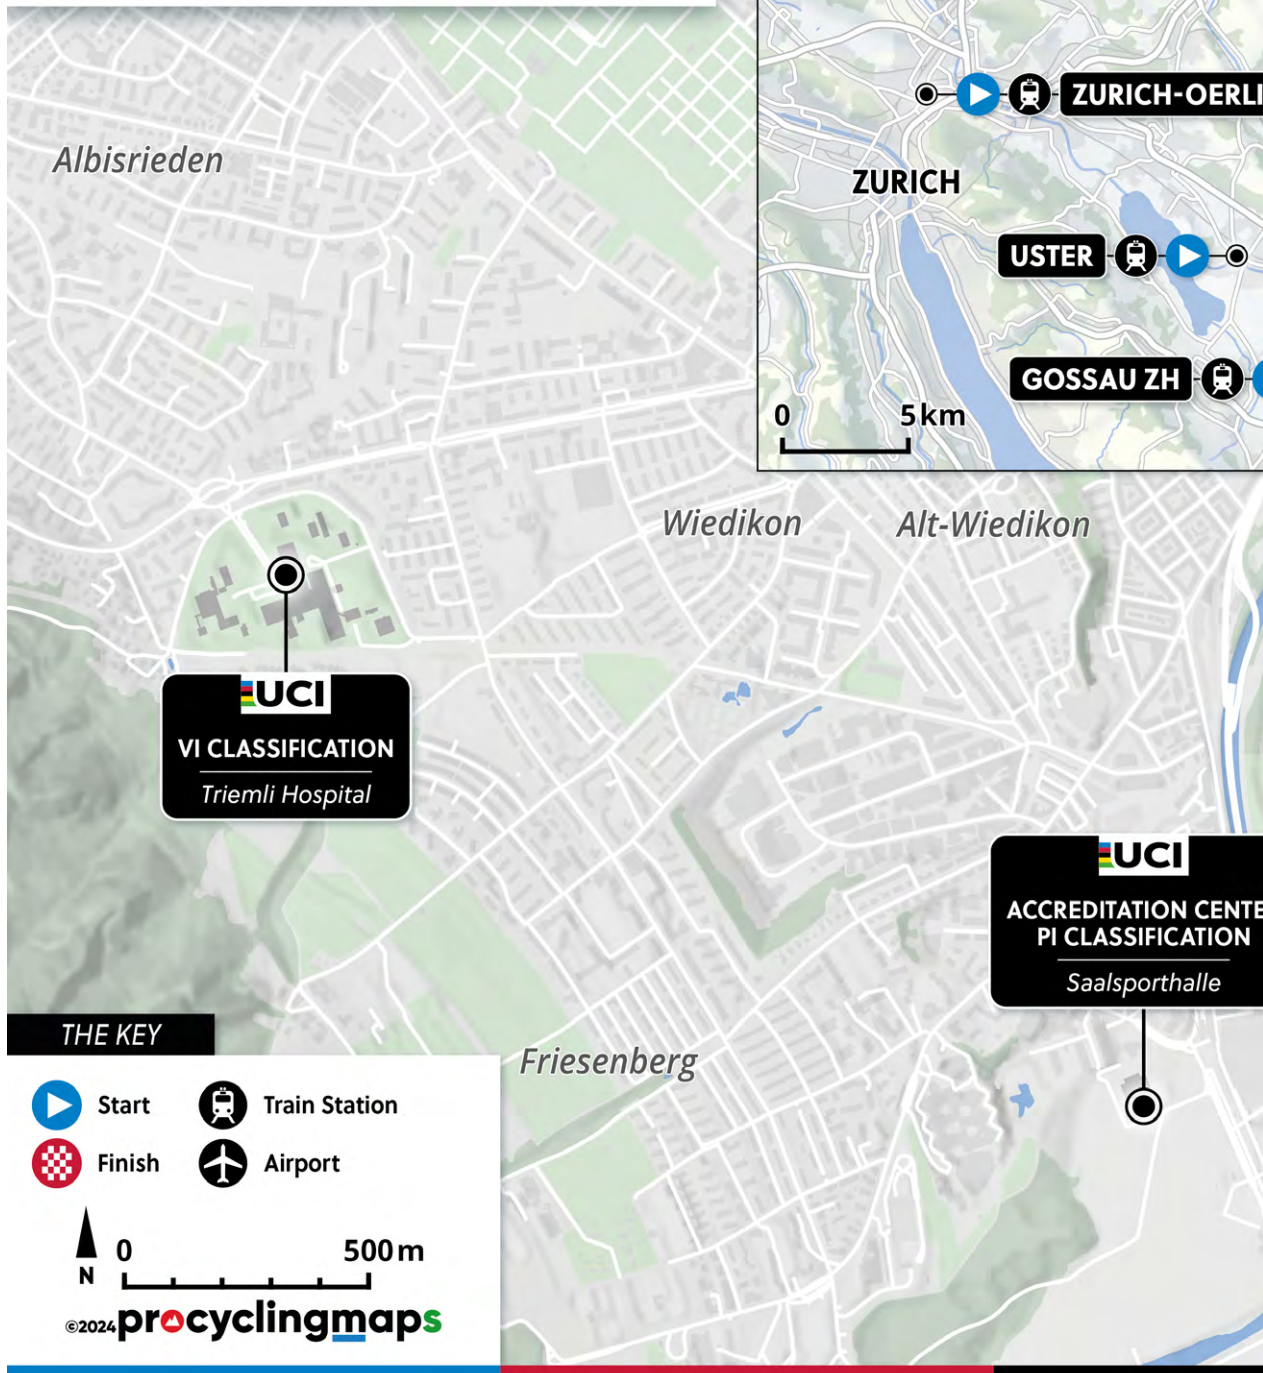 Albisrieden
ZURICH-OERLI
ZURICH
USTER
GOSSAU ZH
0 5 km
Wiedikon
Alt-Wiedikon
UCI
VI CLASSIFICATION
Triemli Hospital
UCI
ACCREDITATION CENTE
PI CLASSIFICATION
Saalsporthalle
Friesenberg
THE KEY
Start
Train Station
Finish
Airport
N
0 500 m
©2024 procyclingmaps